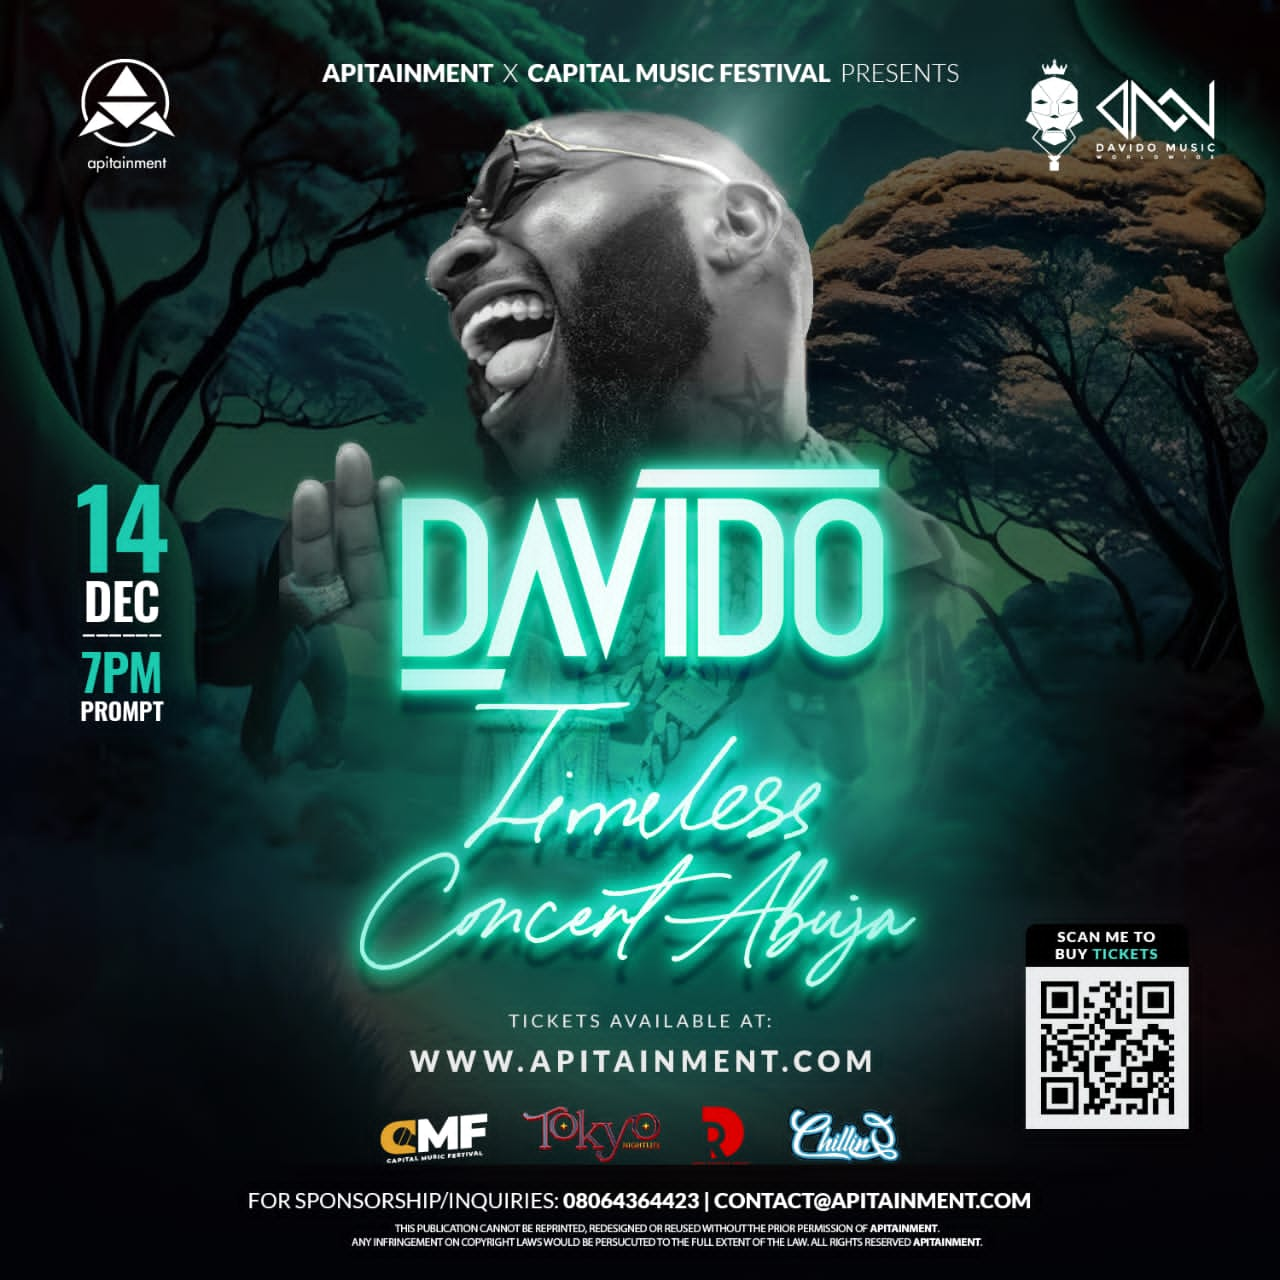 APITAINMENT X CAPITAL MUSIC FESTIVAL PRESENTS
apitainment
DAVIDO MUSIC
WORLDWIDE
14
DEC
7PM
PROMPT
DAVIDO
Timeless
Concert Abuja
SCAN ME TO
BUY TICKETS
TICKETS AVAILABLE AT:
WWW.APITAINMENT.COM
CMF
CAPITAL MUSIC FESTIVAL
Tokyo
NIGHTLIFE
Chillin
FOR SPONSORSHIP/INQUIRIES: 08064364423 | CONTACT@APITAINMENT.COM
THIS PUBLICATION CANNOT BE REPRINTED, REDESIGNED OR REUSED WITHOUT THE PRIOR PERMISSION OF APITAINMENT.
ANY INFRINGEMENT ON COPYRIGHT LAWS WOULD BE PERSUCUTED TO THE FULL EXTENT OF THE LAW. ALL RIGHTS RESERVED APITAINMENT.